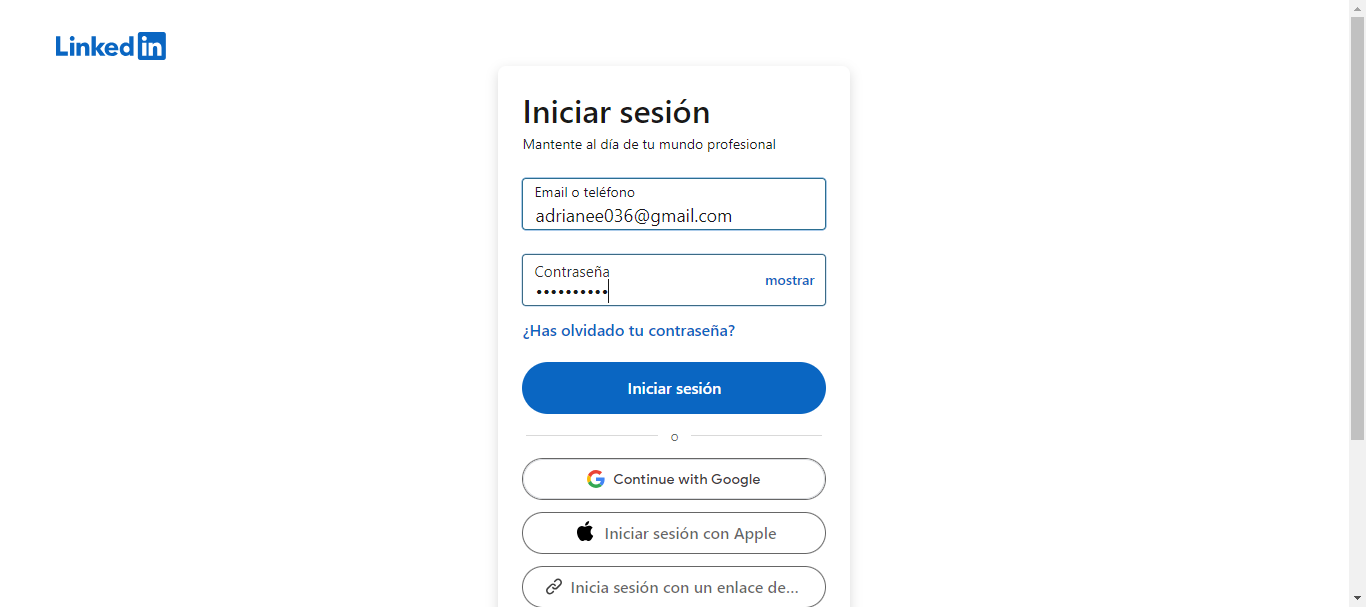 LinkedIn
Iniciar sesión
Mantente al día de tu mundo profesional
Email o teléfono
adrianee036@gmail.com
Contraseña
••••••••••
mostrar
¿Has olvidado tu contraseña?
Iniciar sesión
o
Continue with Google
Iniciar sesión con Apple
Inicia sesión con un enlace de...